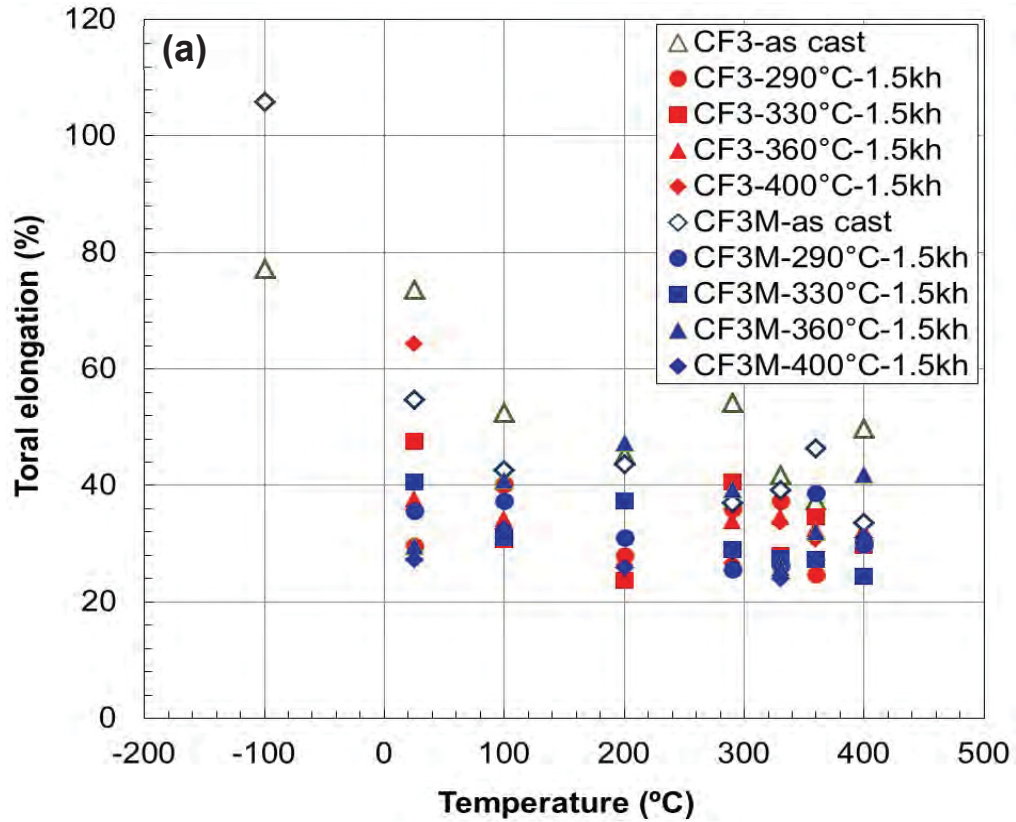 120
100
80
60
40
20
0
Toral elongation (%)
(a)
CF3-as cast
CF3-290°C-1.5kh
CF3-330°C-1.5kh
CF3-360°C-1.5kh
CF3-400°C-1.5kh
CF3M-as cast
CF3M-290°C-1.5kh
CF3M-330°C-1.5kh
CF3M-360°C-1.5kh
CF3M-400°C-1.5kh
-200 -100 0 100 200 300 400 500
Temperature (ºC)